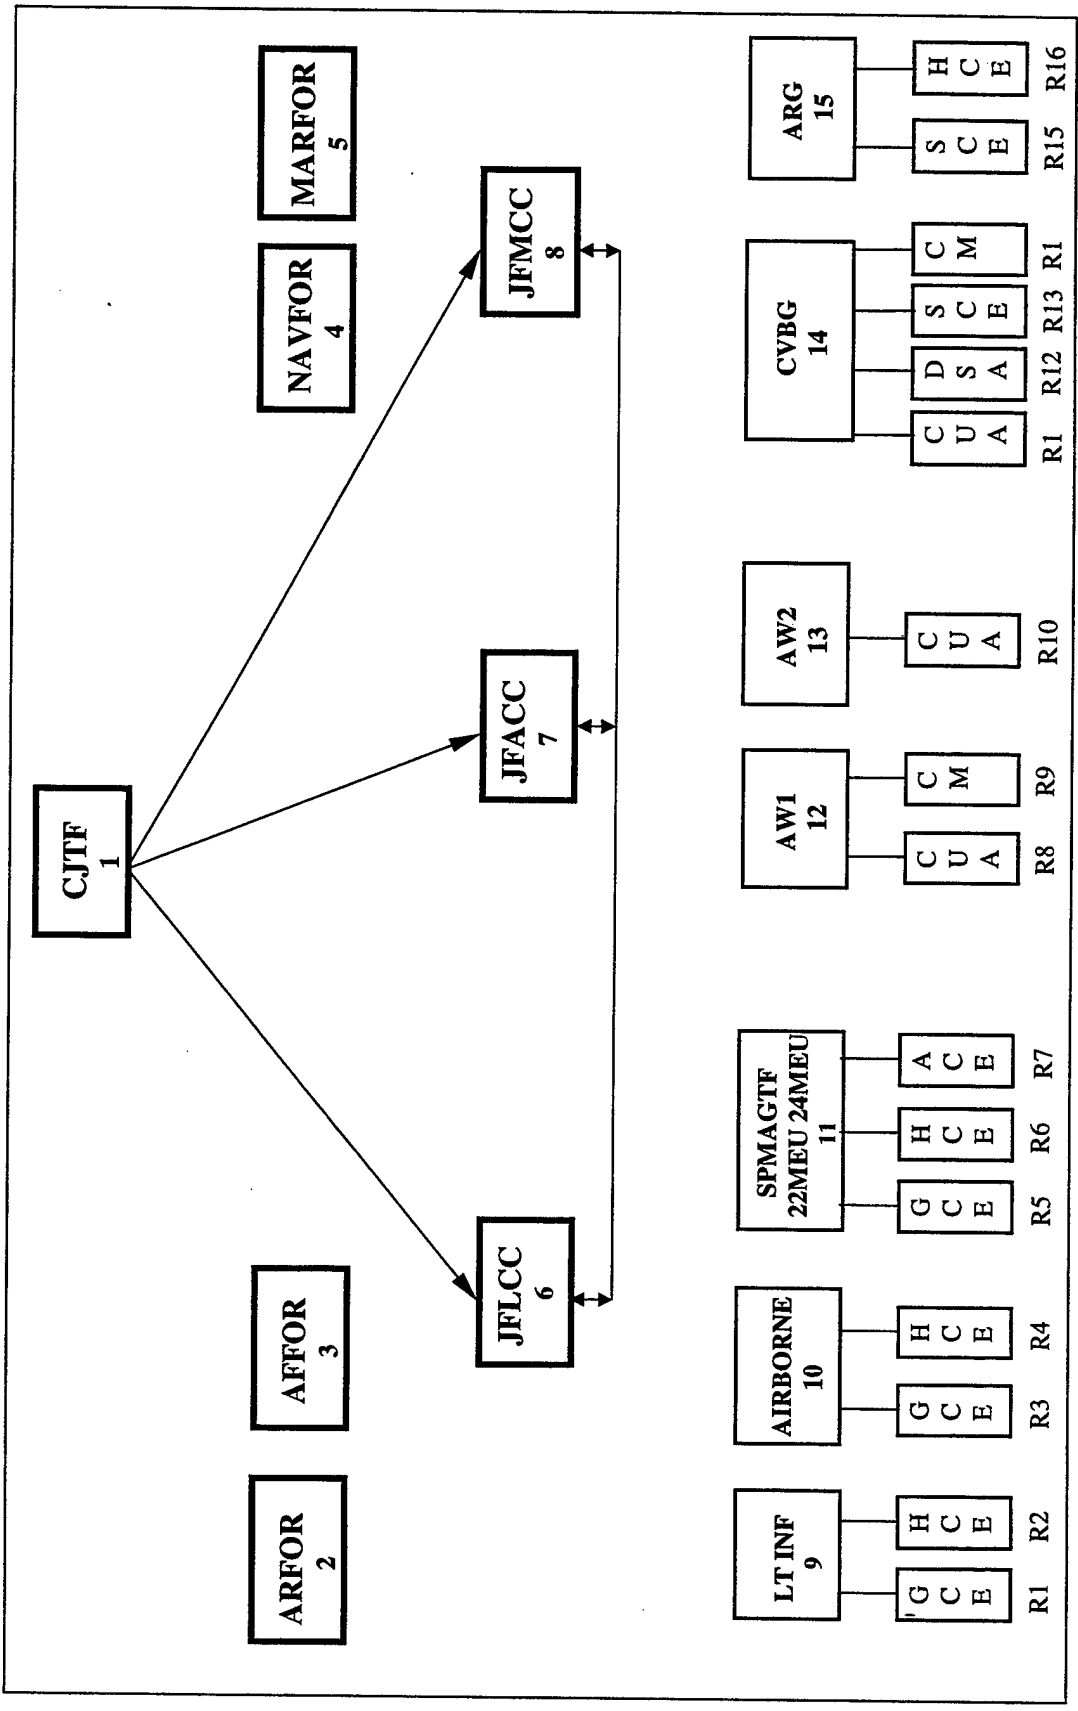 CJTF
1
ARFOR
2
AFFOR
3
NAVFOR
4
MARFOR
5
JFLCC
6
JFACC
7
JFMCC
8
LT INF
9
AIRBORNE
10
SPMAGTF
22MEU 24MEU
11
AW1
12
AW2
13
CVBG
14
ARG
15
G
C
E
H
C
E
G
C
E
H
C
E
G
C
E
H
C
E
A
C
E
C
U
A
C
M
C
U
A
C
U
A
D
S
A
S
C
E
C
M
S
C
E
H
C
E
R1
R2
R3
R4
R5
R6
R7
R8
R9
R10
R1
R12
R13
R1
R15
R16